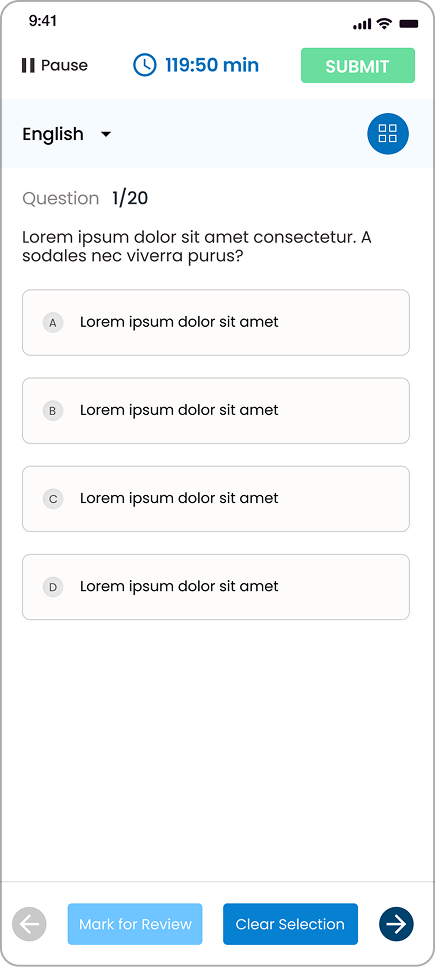 9:41
Pause 119:50 min SUBMIT
English
Question 1/20
Lorem ipsum dolor sit amet consectetur. A
sodales nec viverra purus?
A Lorem ipsum dolor sit amet
B Lorem ipsum dolor sit amet
C Lorem ipsum dolor sit amet
D Lorem ipsum dolor sit amet
Mark for Review Clear Selection